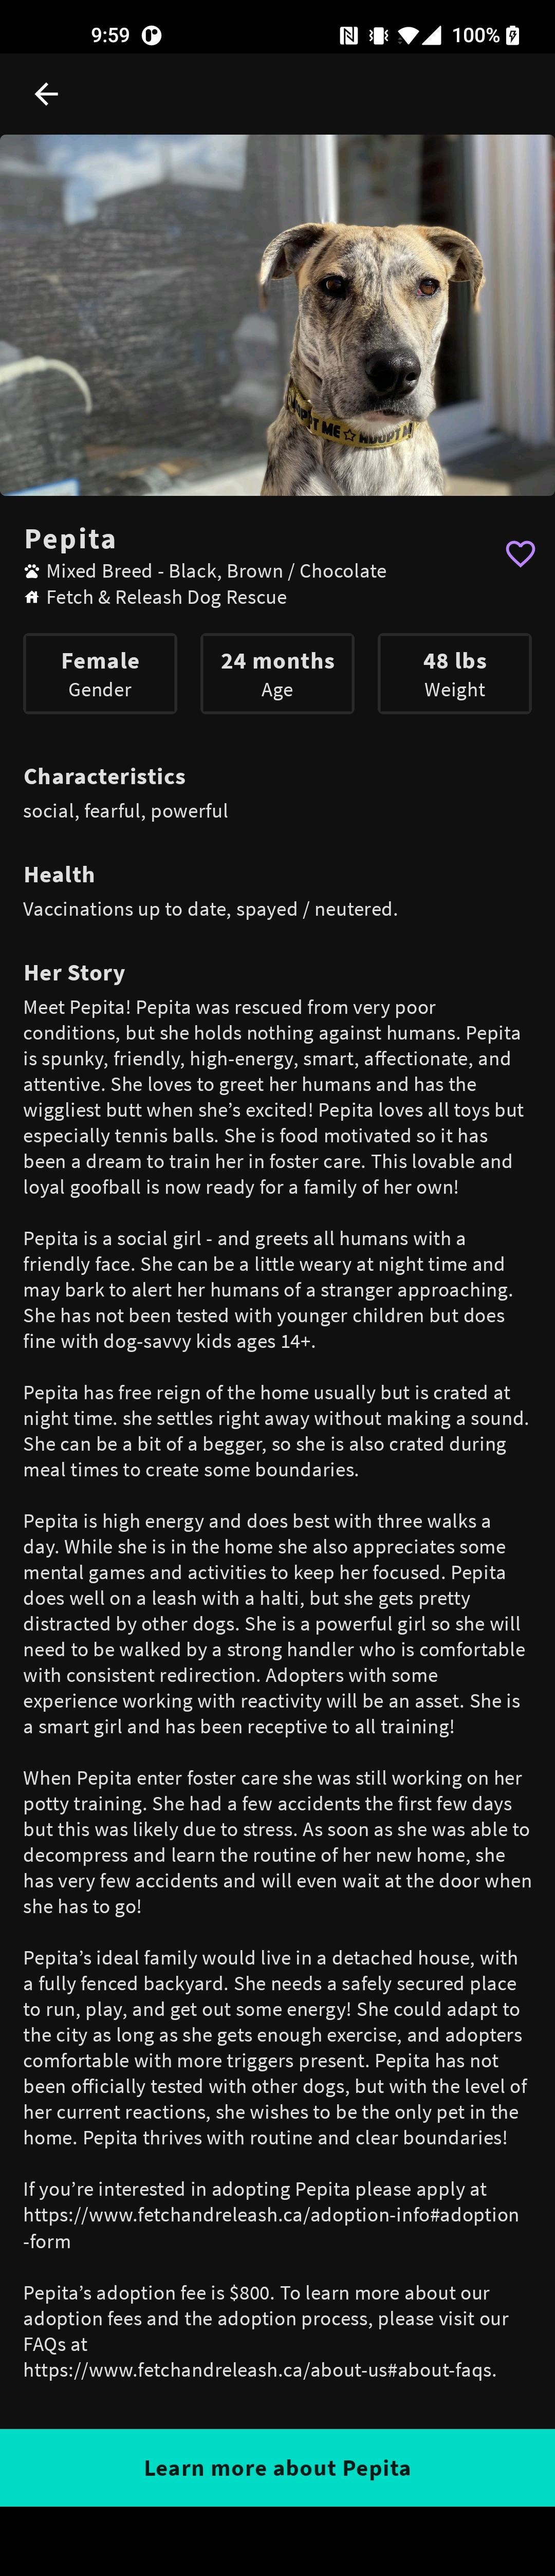 9:59
100%
ADOPT ME ☆ ADOPT M
Pepita
Mixed Breed - Black, Brown / Chocolate
Fetch & Releash Dog Rescue
Female
24 months
48 lbs
Gender
Age
Weight
Characteristics
social, fearful, powerful
Health
Vaccinations up to date, spayed / neutered.
Her Story
Meet Pepita! Pepita was rescued from very poor
conditions, but she holds nothing against humans. Pepita
is spunky, friendly, high-energy, smart, affectionate, and
attentive. She loves to greet her humans and has the
wiggliest butt when she’s excited! Pepita loves all toys but
especially tennis balls. She is food motivated so it has
been a dream to train her in foster care. This lovable and
loyal goofball is now ready for a family of her own!
Pepita is a social girl - and greets all humans with a
friendly face. She can be a little weary at night time and
may bark to alert her humans of a stranger approaching.
She has not been tested with younger children but does
fine with dog-savvy kids ages 14+.
Pepita has free reign of the home usually but is crated at
night time. she settles right away without making a sound.
She can be a bit of a begger, so she is also crated during
meal times to create some boundaries.
Pepita is high energy and does best with three walks a
day. While she is in the home she also appreciates some
mental games and activities to keep her focused. Pepita
does well on a leash with a halti, but she gets pretty
distracted by other dogs. She is a powerful girl so she will
need to be walked by a strong handler who is comfortable
with consistent redirection. Adopters with some
experience working with reactivity will be an asset. She is
a smart girl and has been receptive to all training!
When Pepita enter foster care she was still working on her
potty training. She had a few accidents the first few days
but this was likely due to stress. As soon as she was able to
decompress and learn the routine of her new home, she
has very few accidents and will even wait at the door when
she has to go!
Pepita’s ideal family would live in a detached house, with
a fully fenced backyard. She needs a safely secured place
to run, play, and get out some energy! She could adapt to
the city as long as she gets enough exercise, and adopters
comfortable with more triggers present. Pepita has not
been officially tested with other dogs, but with the level of
her current reactions, she wishes to be the only pet in the
home. Pepita thrives with routine and clear boundaries!
If you’re interested in adopting Pepita please apply at
https://www.fetchandreleash.ca/adoption-info#adoption
-form
Pepita’s adoption fee is $800. To learn more about our
adoption fees and the adoption process, please visit our
FAQs at
https://www.fetchandreleash.ca/about-us#about-faqs.
Learn more about Pepita